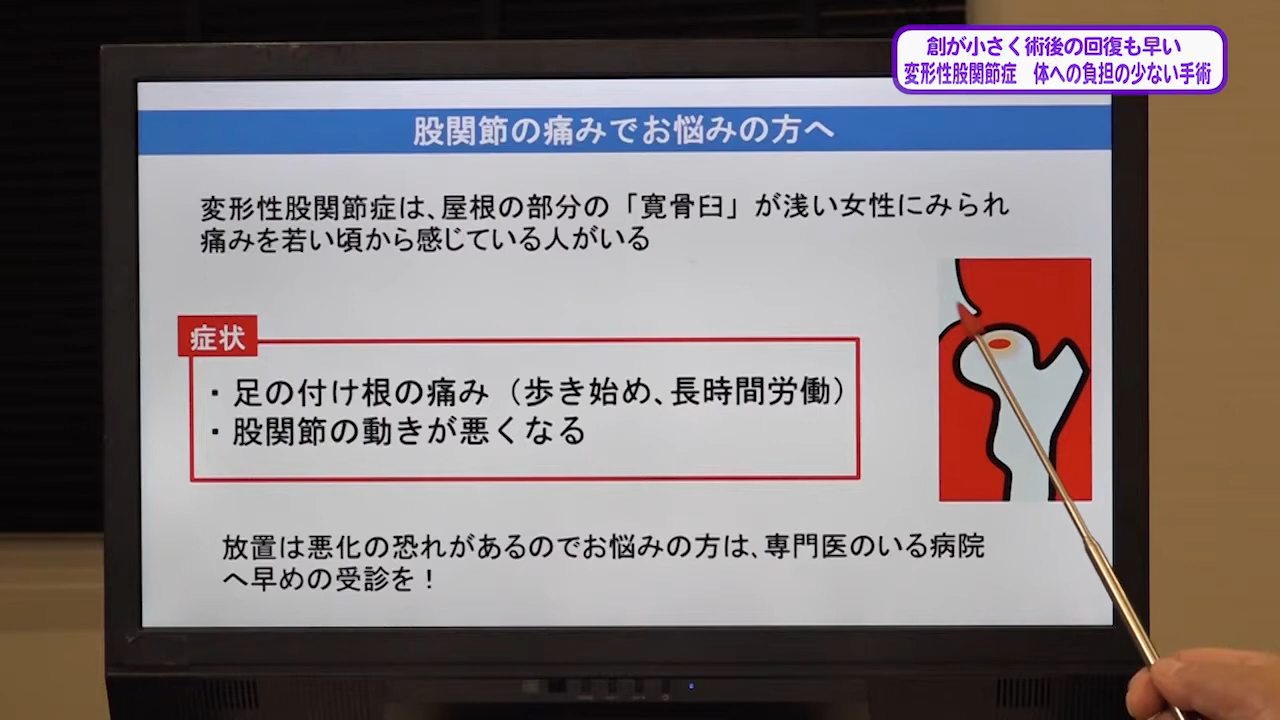 創が小さく術後の回復も早い
変形性股関節症 体への負担の少ない手術
股関節の痛みでお悩みの方へ
変形性股関節症は、屋根の部分の「寛骨臼」が浅い女性にみられ
痛みを若い頃から感じている人がいる
症状
・足の付け根の痛み（歩き始め、長時間労働）
・股関節の動きが悪くなる
放置は悪化の恐れがあるのでお悩みの方は、専門医のいる病院
へ早めの受診を！